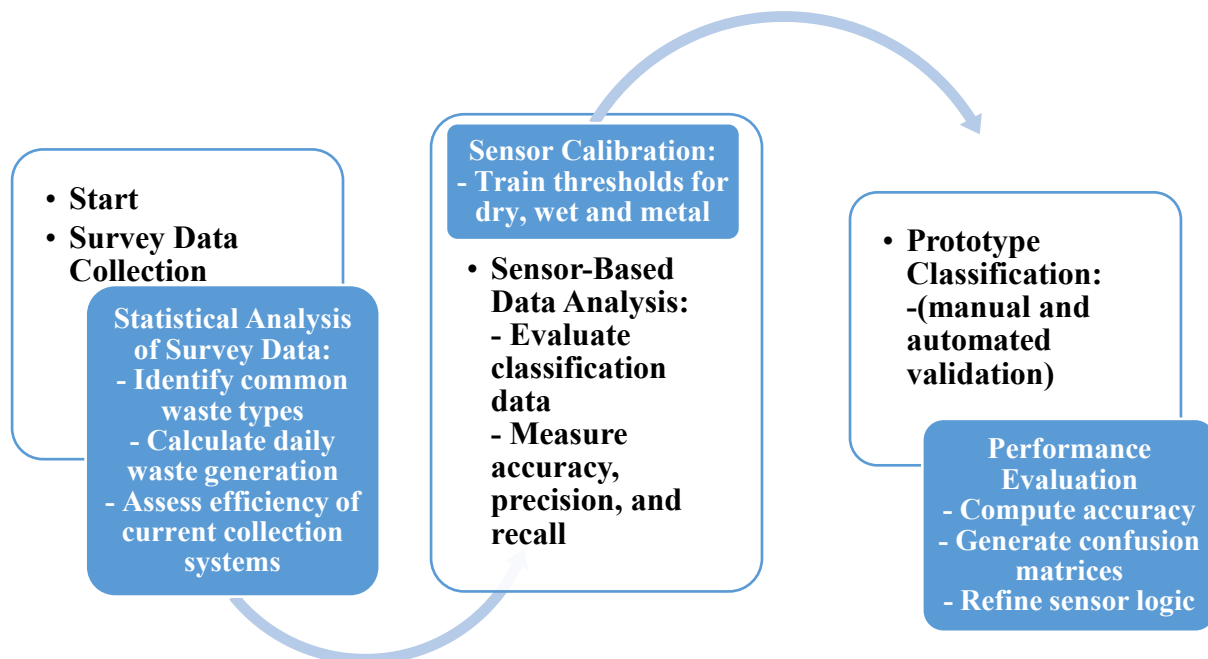 • Start
• Survey Data
Collection
Statistical Analysis
of Survey Data:
- Identify common
waste types
- Calculate daily
waste generation
- Assess efficiency of
current collection
systems
Sensor Calibration:
- Train thresholds for
dry, wet and metal
• Sensor-Based
Data Analysis:
- Evaluate
classification
data
- Measure
accuracy,
precision, and
recall
• Prototype
Classification:
-(manual and
automated
validation)
Performance
Evaluation
- Compute accuracy
- Generate confusion
matrices
- Refine sensor logic